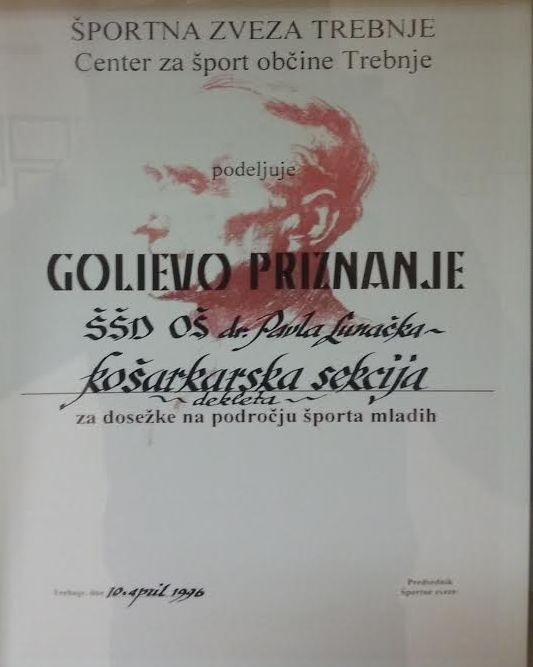 ŠPORTNA ZVEZA TREBNJE
Center za šport občine Trebnje
podeljuje
GOLIEVO PRIZNANJE
ŠŠD OŠ dr. Pavla Lunačka ~
košarkarska sekcija
~ dekleta ~
za dosežke na področju športa mladih
Trebnje, dne 10. april 1996
Predsednik
Športne zveze